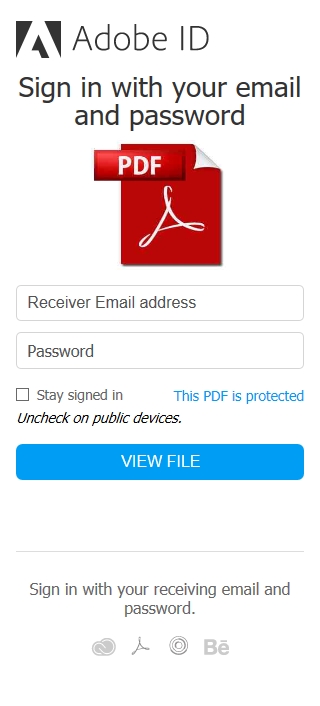 Adobe ID
Sign in with your email
and password
PDF
Receiver Email address
Password
Stay signed in
This PDF is protected
Uncheck on public devices.
VIEW FILE
Sign in with your receiving email and
password.
Bē